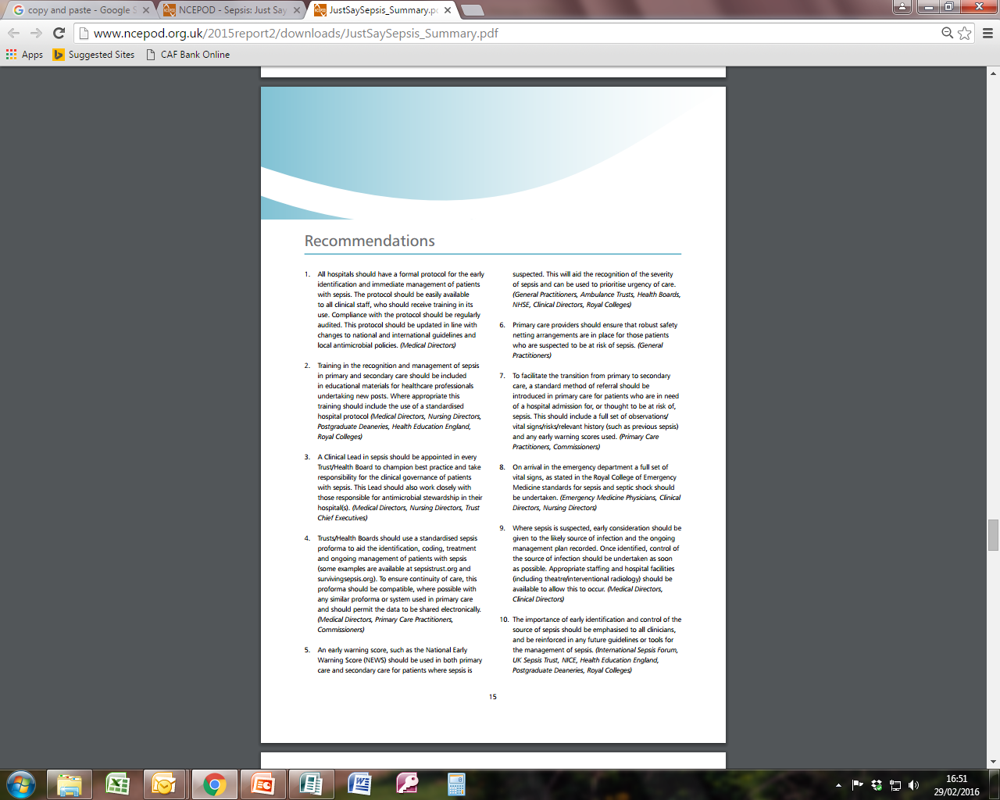 copy and paste - Google S
NCEPOD - Sepsis: Just Say
JustSaySepsis_Summary.pd
www.ncepod.org.uk/2015report2/downloads/JustSaySepsis_Summary.pdf
Apps
Suggested Sites
CAF Bank Online
Recommendations
1. All hospitals should have a formal protocol for the early
identification and immediate management of patients
with sepsis. The protocol should be easily available
to all clinical staff, who should receive training in its
use. Compliance with the protocol should be regularly
audited. This protocol should be updated in line with
changes to national and international guidelines and
local antimicrobial policies. (Medical Directors)
2. Training in the recognition and management of sepsis
in primary and secondary care should be included
in educational materials for healthcare professionals
undertaking new posts. Where appropriate this
training should include the use of a standardised
hospital protocol (Medical Directors, Nursing Directors,
Postgraduate Deaneries, Health Education England,
Royal Colleges)
3. A Clinical Lead in sepsis should be appointed in every
Trust/Health Board to champion best practice and take
responsibility for the clinical governance of patients
with sepsis. This Lead should also work closely with
those responsible for antimicrobial stewardship in their
hospital(s). (Medical Directors, Nursing Directors, Trust
Chief Executives)
4. Trusts/Health Boards should use a standardised sepsis
proforma to aid the identification, coding, treatment
and ongoing management of patients with sepsis
(some examples are available at sepsistrust.org and
survivingsepsis.org). To ensure continuity of care, this
proforma should be compatible, where possible with
any similar proforma or system used in primary care
and should permit the data to be shared electronically.
(Medical Directors, Primary Care Practitioners,
Commissioners)
5. An early warning score, such as the National Early
Warning Score (NEWS) should be used in both primary
care and secondary care for patients where sepsis is
suspected. This will aid the recognition of the severity
of sepsis and can be used to prioritise urgency of care.
(General Practitioners, Ambulance Trusts, Health Boards,
NHSE, Clinical Directors, Royal Colleges)
6. Primary care providers should ensure that robust safety
netting arrangements are in place for those patients
who are suspected to be at risk of sepsis. (General
Practitioners)
7. To facilitate the transition from primary to secondary
care, a standard method of referral should be
introduced in primary care for patients who are in need
of a hospital admission for, or thought to be at risk of,
sepsis. This should include a full set of observations/
vital signs/risks/relevant history (such as previous sepsis)
and any early warning scores used. (Primary Care
Practitioners, Commissioners)
8. On arrival in the emergency department a full set of
vital signs, as stated in the Royal College of Emergency
Medicine standards for sepsis and septic shock should
be undertaken. (Emergency Medicine Physicians, Clinical
Directors, Nursing Directors)
9. Where sepsis is suspected, early consideration should be
given to the likely source of infection and the ongoing
management plan recorded. Once identified, control of
the source of infection should be undertaken as soon
as possible. Appropriate staffing and hospital facilities
(including theatre/interventional radiology) should be
available to allow this to occur. (Medical Directors,
Clinical Directors)
10. The importance of early identification and control of the
source of sepsis should be emphasised to all clinicians,
and be reinforced in any future guidelines or tools for
the management of sepsis. (International Sepsis Forum,
UK Sepsis Trust, NICE, Health Education England,
Postgraduate Deaneries, Royal Colleges)
15
16:51
29/02/2016